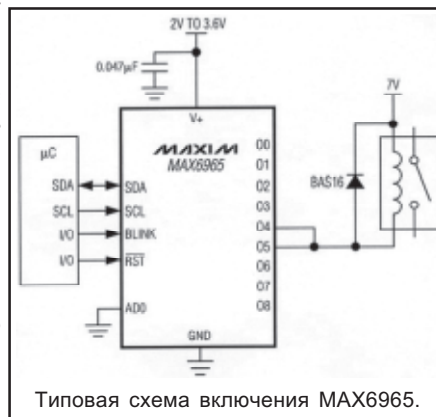 2V TO 3.6V
0.047µF
V+
7V
MAXIM
MAX6965
µC
SDA
SDA
SCL
SCL
I/O
BLINK
I/O
RST
AD0
GND
O0
O1
O2
O3
O4
O5
O6
O7
O8
BAS16
Типовая схема включения MAX6965.